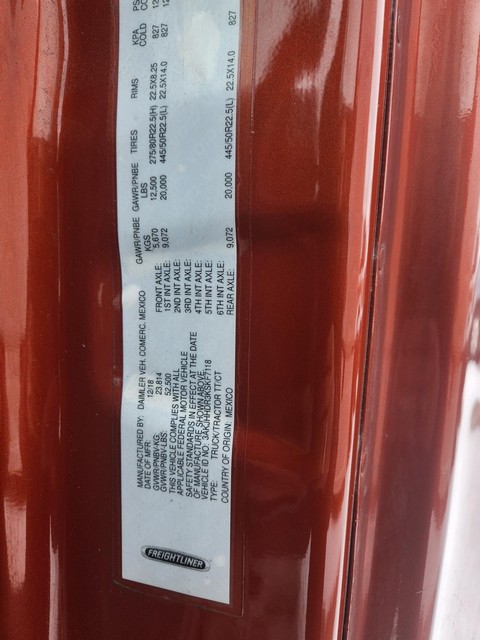 FREIGHTLINER
MANUFACTURED BY: DAIMLER VEH. COMERC. MEXICO
DATE OF MFR: 12/18
GVWR/PNBV-KG: 23,814
GVWR/PNBV-LBS: 52,500
THIS VEHICLE COMPLIES WITH ALL
APPLICABLE FEDERAL MOTOR VEHICLE
SAFETY STANDARDS IN EFFECT AT THE DATE
OF MANUFACTURE SHOWN ABOVE
VEHICLE ID NO:
TYPE: TRUCK/TRACTOR TT/CT
COUNTRY OF ORIGIN: MEXICO
GAWR/PNBE GAWR/PNBE TIRES RIMS KPA
KGS LBS COLD
FRONT AXLE: 5,670 12,500 275/80R22.5(H) 22.5X8.25 827
1ST INT AXLE: 9,072 20,000 445/50R22.5(L) 22.5X14.0 827
2ND INT AXLE:
3RD INT AXLE:
4TH INT AXLE:
5TH INT AXLE:
6TH INT AXLE:
REAR AXLE: 9,072 20,000 445/50R22.5(L) 22.5X14.0 827